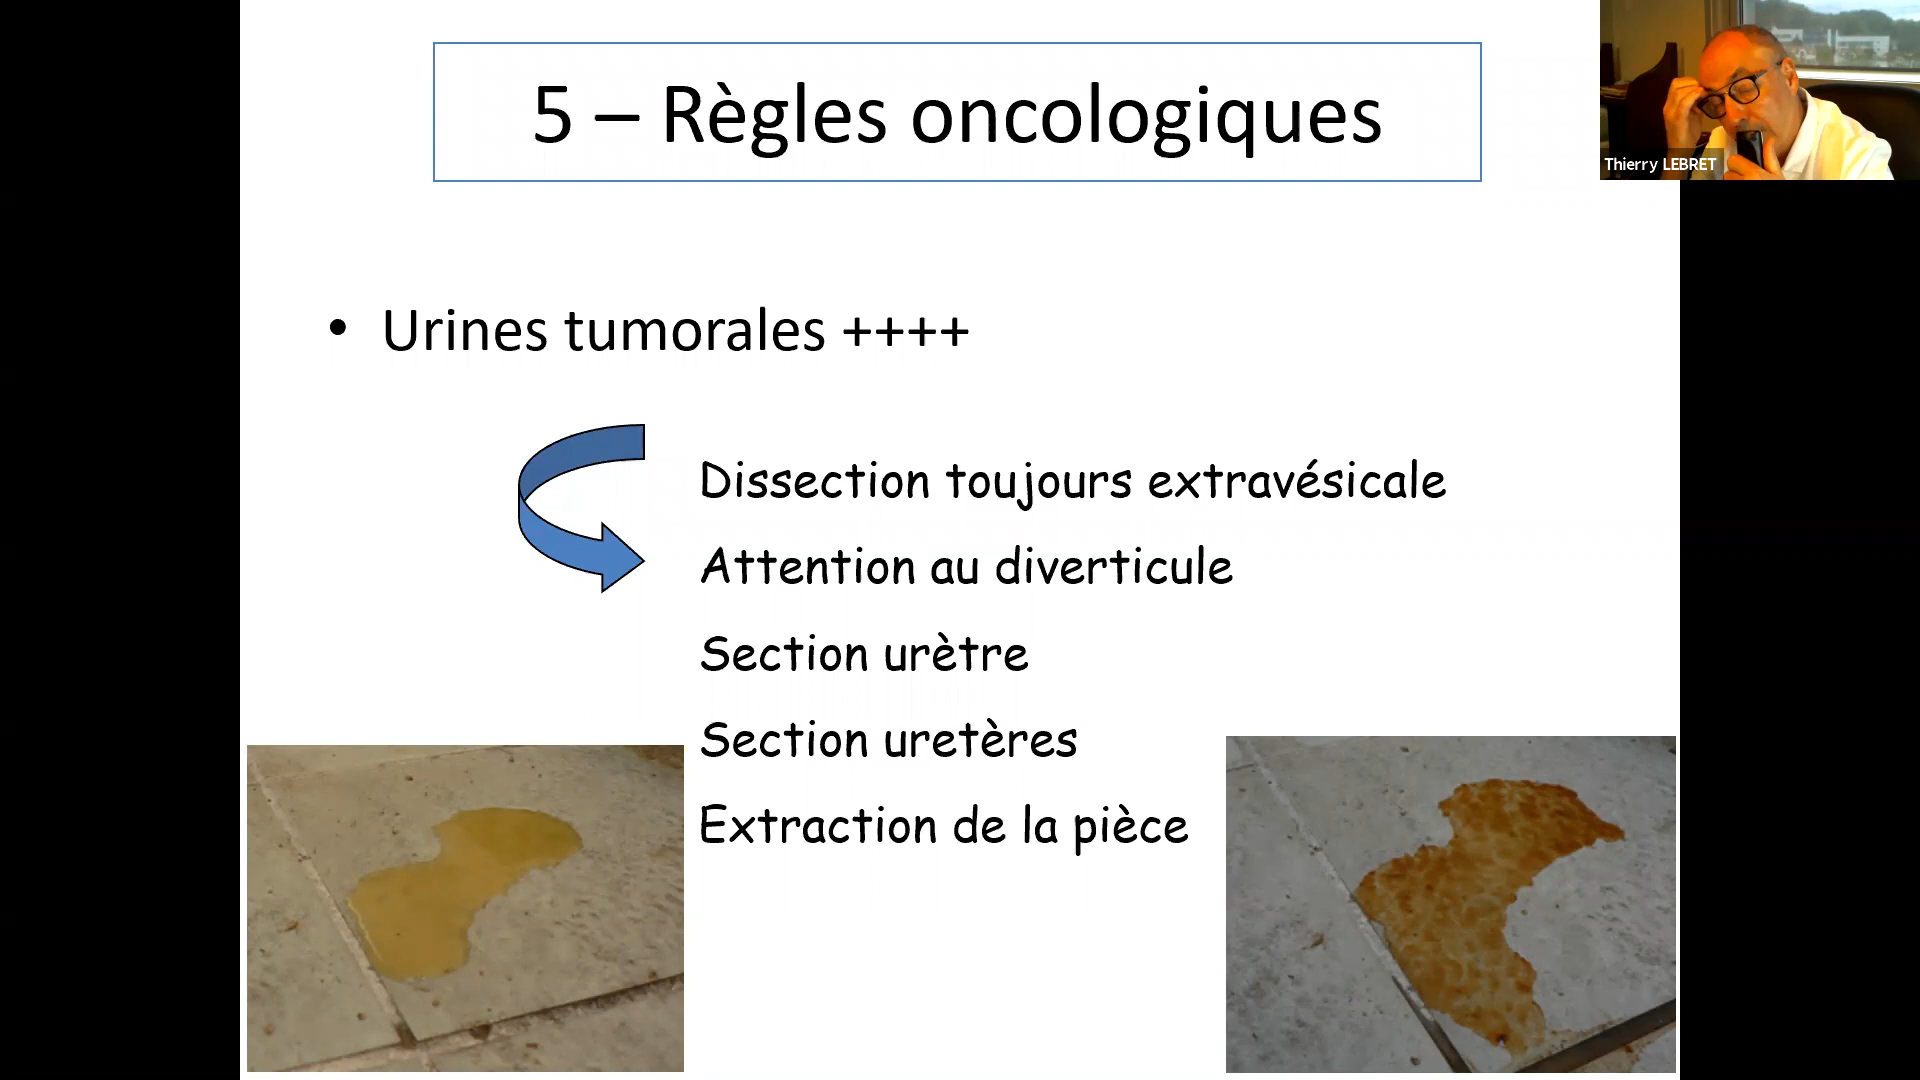 5 – Règles oncologiques
Thierry LEBRET
• Urines tumorales ++++
Dissection toujours extravésicale
Attention au diverticule
Section urètre
Section uretères
Extraction de la pièce